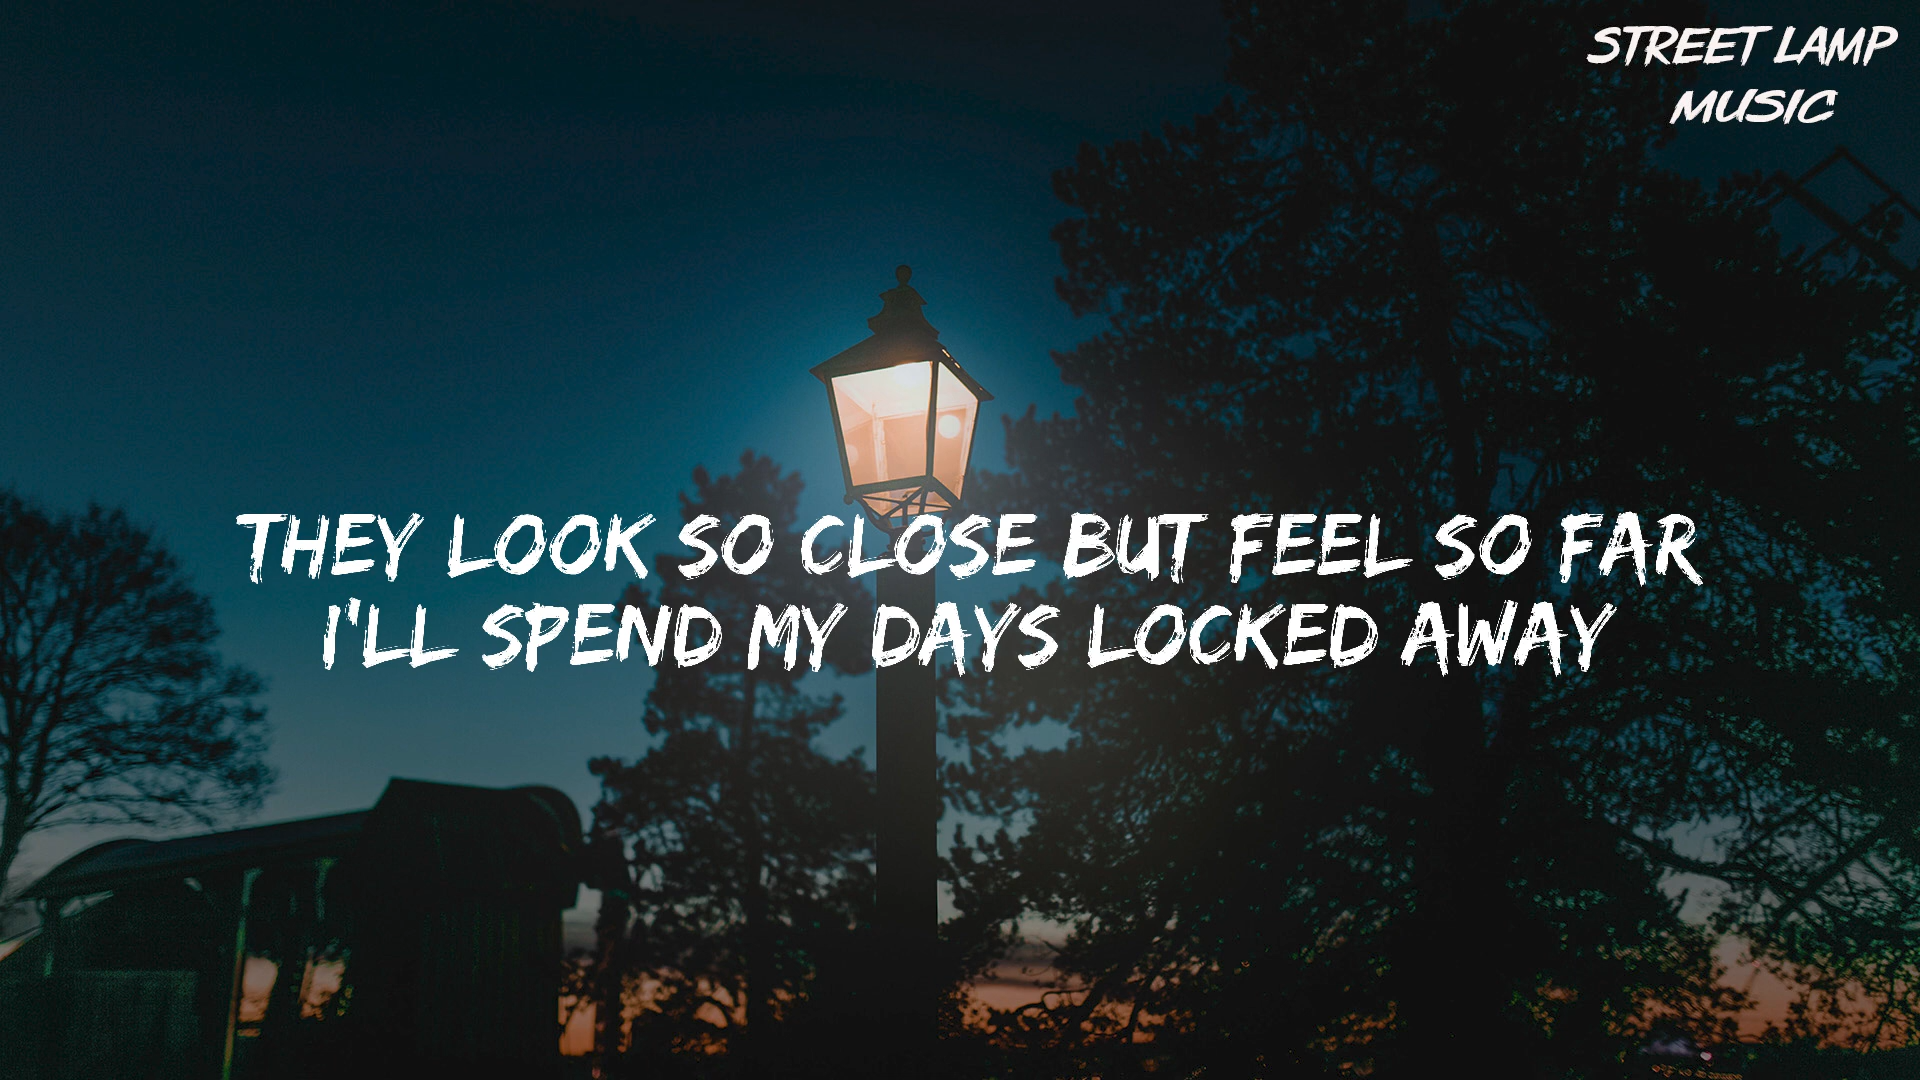 STREET LAMP
MUSIC
THEY LOOK SO CLOSE BUT FEEL SO FAR
I'LL SPEND MY DAYS LOCKED AWAY